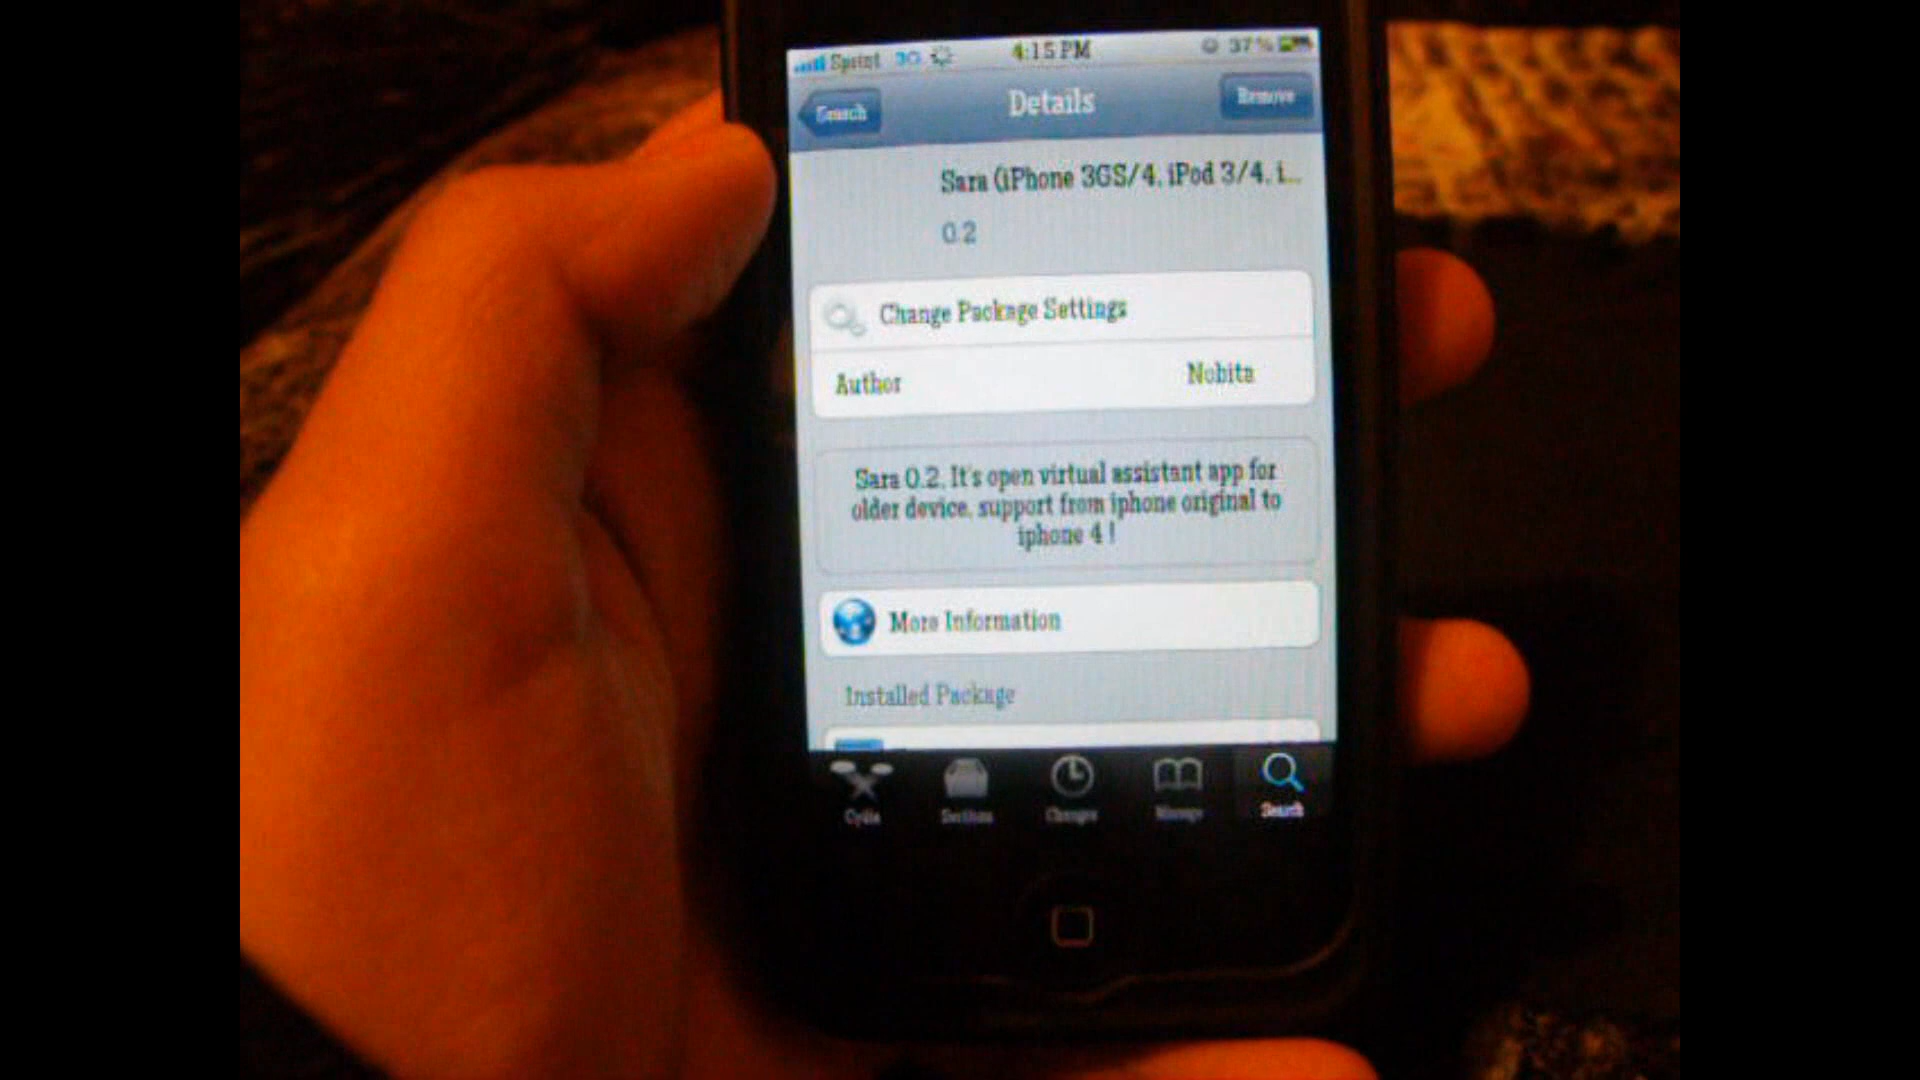 Sprint 3G 4:15 PM 37%
Search Details Remove
Sara (iPhone 3GS/4, iPod 3/4, i...
0.2
Change Package Settings
Author Nobita
Sara 0.2, It's open virtual assistant app for
older device, support from iphone original to
iphone 4 !
More Information
Installed Package
Cydia Sections Changes Manage Search